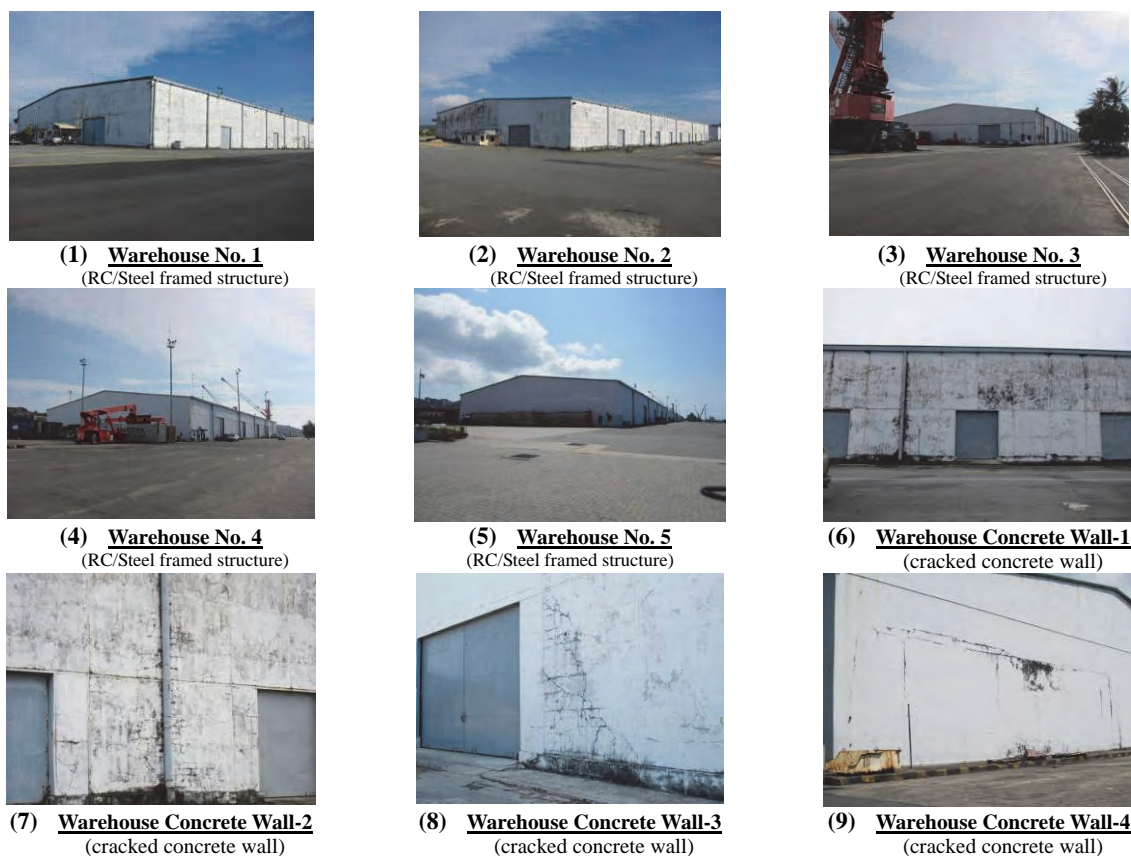 (1) Warehouse No. 1
(RC/Steel framed structure)
(2) Warehouse No. 2
(RC/Steel framed structure)
(3) Warehouse No. 3
(RC/Steel framed structure)
(4) Warehouse No. 4
(RC/Steel framed structure)
(5) Warehouse No. 5
(RC/Steel framed structure)
(6) Warehouse Concrete Wall-1
(cracked concrete wall)
(7) Warehouse Concrete Wall-2
(cracked concrete wall)
(8) Warehouse Concrete Wall-3
(cracked concrete wall)
(9) Warehouse Concrete Wall-4
(cracked concrete wall)